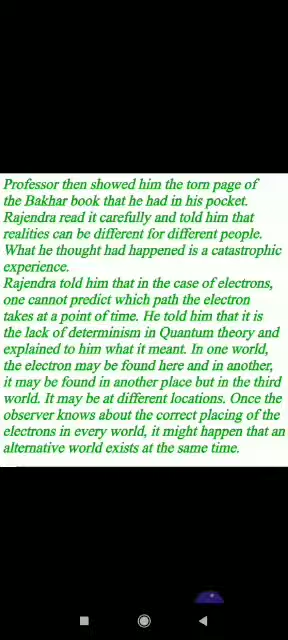 Professor then showed him the torn page of
the Bakhar book that he had in his pocket.
Rajendra read it carefully and told him that
realities can be different for different people.
What he thought had happened is a catastrophic
experience.
Rajendra told him that in the case of electrons,
one cannot predict which path the electron
takes at a point of time. He told him that it is
the lack of determinism in Quantum theory and
explained to him what it meant. In one world,
the electron may be found here and in another,
it may be found in another place but in the third
world. It may be at different locations. Once the
observer knows about the correct placing of the
electrons in every world, it might happen that an
alternative world exists at the same time.